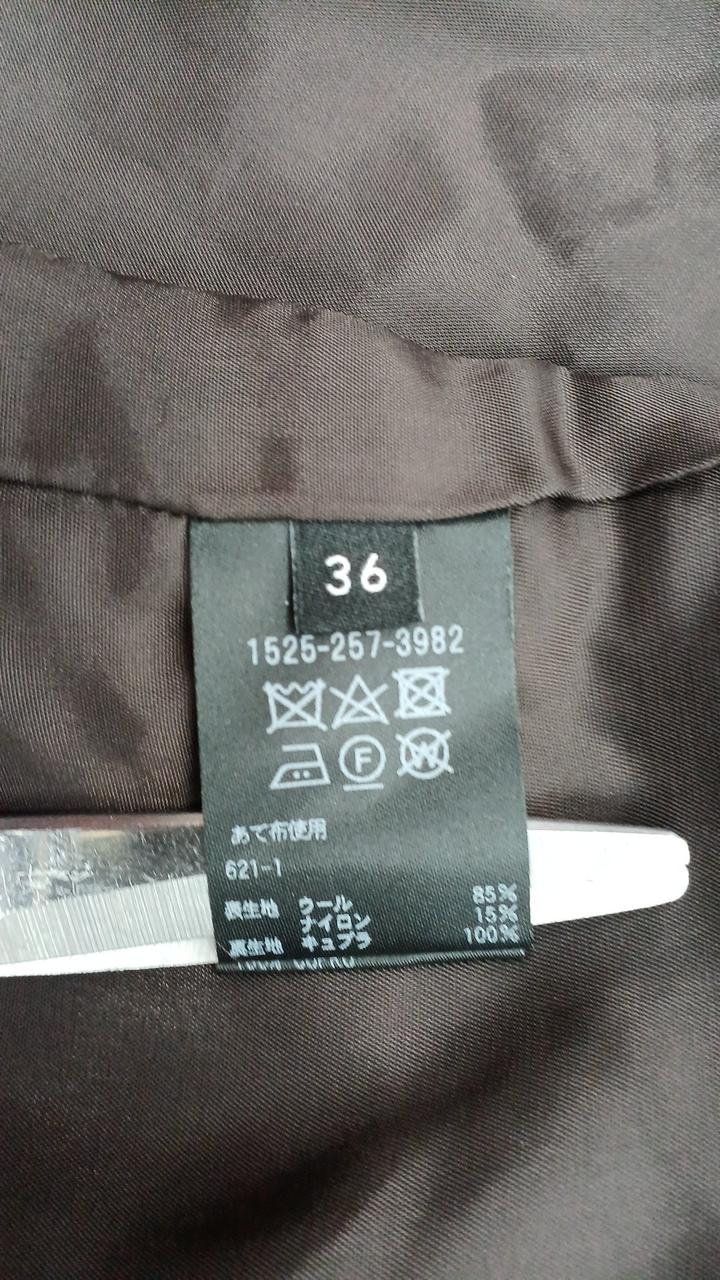 36
1525-257-3982
F
W
あて布使用
621-1
表生地 ウール 85%
ナイロン 15%
裏生地 キュプラ 100%